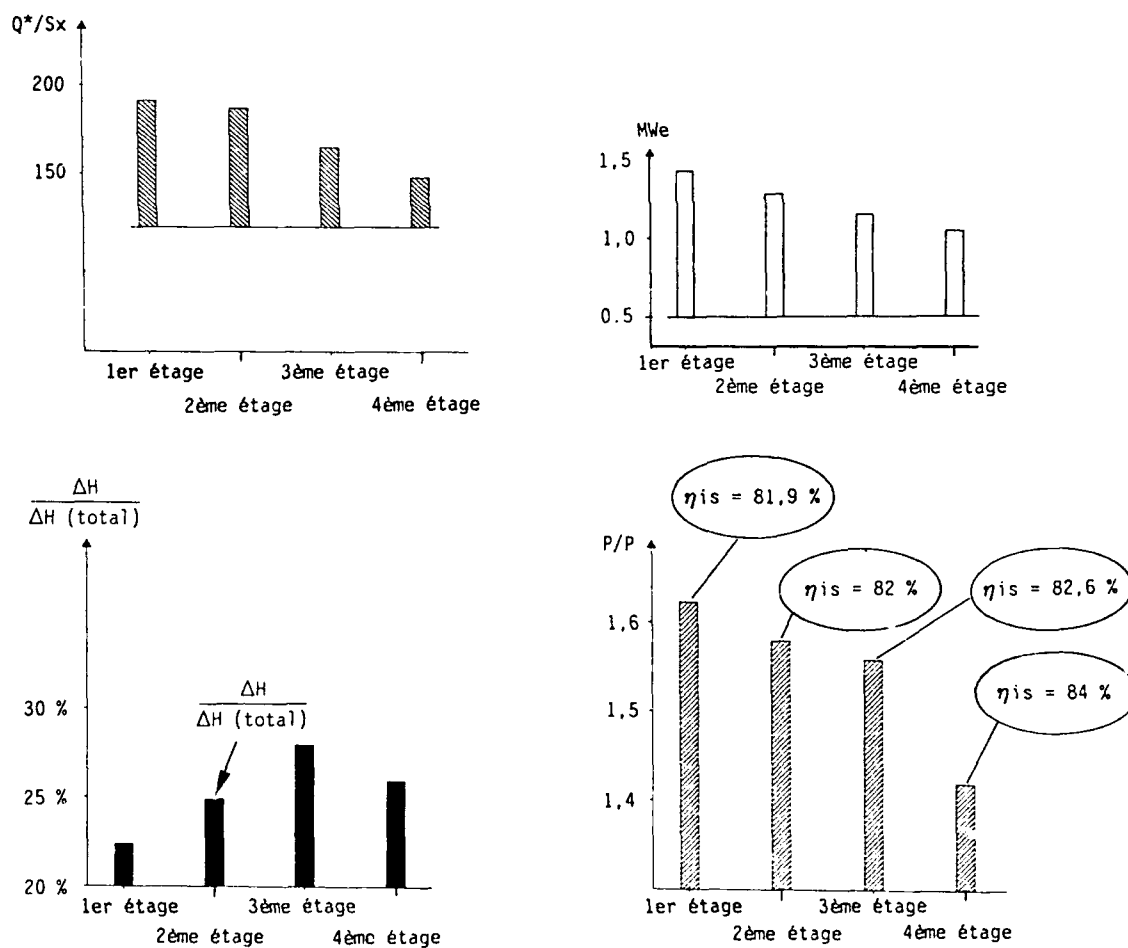 Q*/Sx
200
150
1er étage
3ème étage
2ème étage
4ème étage
MWe
1,5
1,0
0.5
1er étage
3ème étage
2ème étage
4ème étage
ΔH
ΔH (total)
30 %
25 %
20 %
ΔH
ΔH (total)
1er étage
3ème étage
2ème étage
4èmc étage
P/P
1,6
1,5
1,4
ηis = 81,9 %
ηis = 82 %
ηis = 82,6 %
ηis = 84 %
1er étage
3ème étage
2ème étage
4ème étage